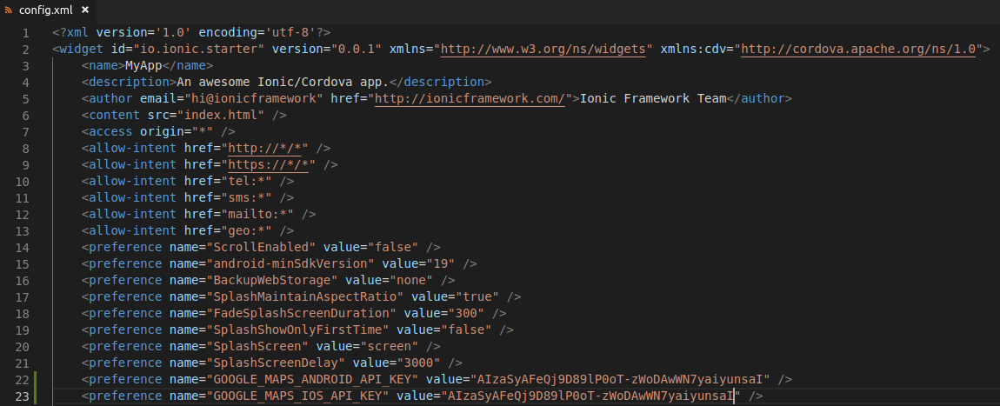 config.xml ×
1 <?xml version='1.0' encoding='utf-8'?>
2 <widget id="io.ionic.starter" version="0.0.1" xmlns="http://www.w3.org/ns/widgets" xmlns:cdv="http://cordova.apache.org/ns/1.0">
3 <name>MyApp</name>
4 <description>An awesome Ionic/Cordova app.</description>
5 <author email="hi@ionicframework" href="http://ionicframework.com/">Ionic Framework Team</author>
6 <content src="index.html" />
7 <access origin="*" />
8 <allow-intent href="http://*/*" />
9 <allow-intent href="https://*/*" />
10 <allow-intent href="tel:*" />
11 <allow-intent href="sms:*" />
12 <allow-intent href="mailto:*" />
13 <allow-intent href="geo:*" />
14 <preference name="ScrollEnabled" value="false" />
15 <preference name="android-minSdkVersion" value="19" />
16 <preference name="BackupWebStorage" value="none" />
17 <preference name="SplashMaintainAspectRatio" value="true" />
18 <preference name="FadeSplashScreenDuration" value="300" />
19 <preference name="SplashShowOnlyFirstTime" value="false" />
20 <preference name="SplashScreen" value="screen" />
21 <preference name="SplashScreenDelay" value="3000" />
22 <preference name="GOOGLE_MAPS_ANDROID_API_KEY" value="AIzaSyAFeQj9D89lP0oT-zWoDAwWN7yaiyunsaI" />
23 <preference name="GOOGLE_MAPS_IOS_API_KEY" value="AIzaSyAFeQj9D89lP0oT-zWoDAwWN7yaiyunsaI" />